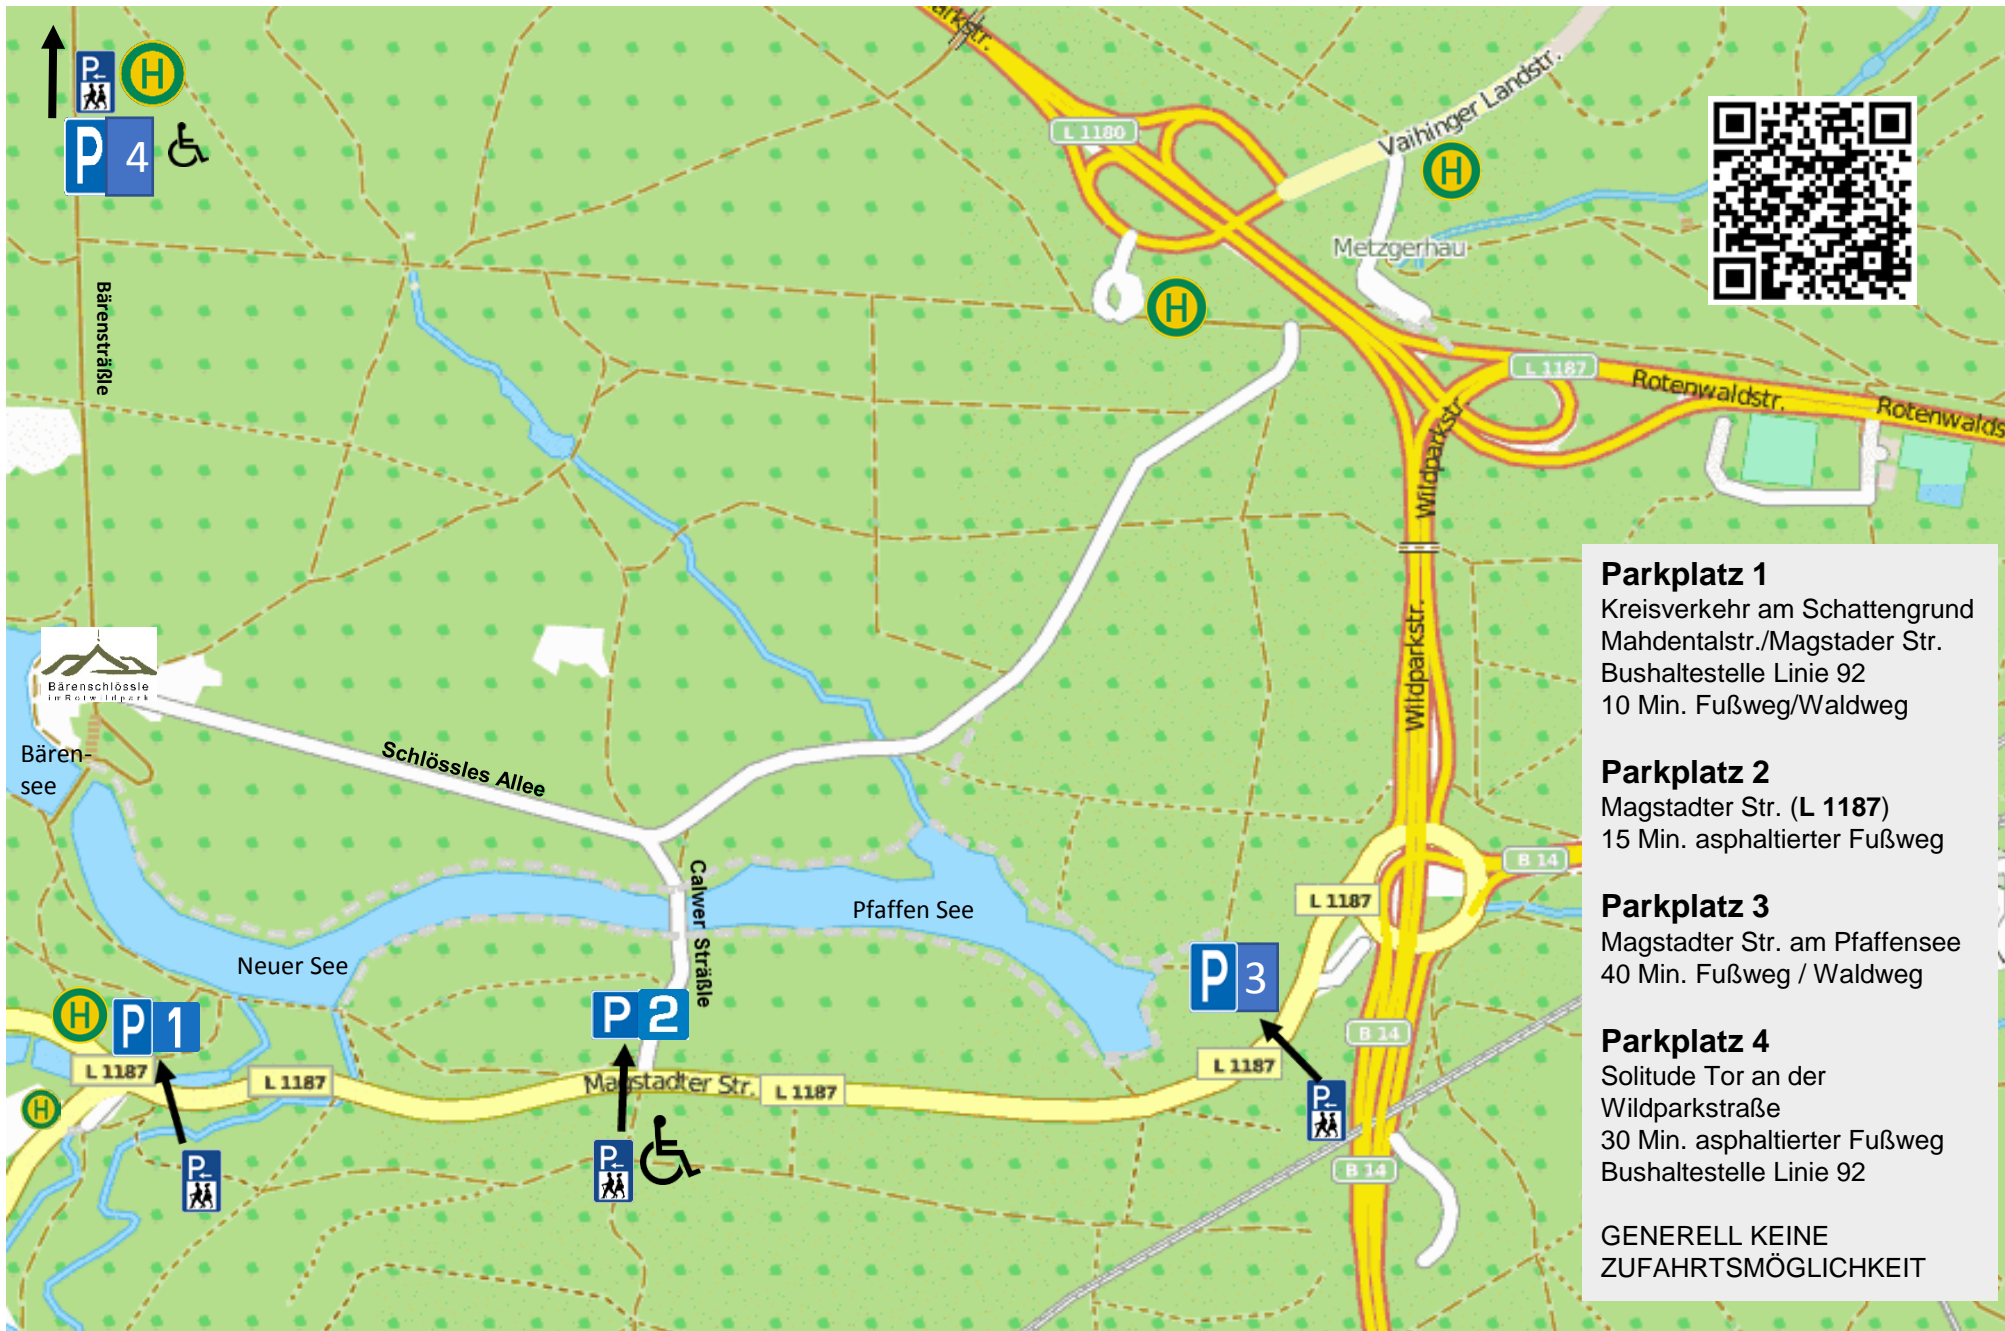 arkstr.
P
H
P 4
L 1180
Vaihinger Landstr.
H
Metzgerhau
H
Bärensträßle
L 1187
Rotenwaldstr.
Rotenwalds
Wildparkstr.
Wildparkstr.
Wildparkstr.
Bärenschlössle
im Rotwildpark
Bären-
see
Schlössles Allee
Calwer Sträßle
Pfaffen See
Neuer See
B 14
L 1187
P 3
H
P 1
P 2
L 1187
L 1187
Magstadter Str.
L 1187
L 1187
B 14
H
P
P
P
B 14
Parkplatz 1
Kreisverkehr am Schattengrund
Mahdentalstr./Magstader Str.
Bushaltestelle Linie 92
10 Min. Fußweg/Waldweg
Parkplatz 2
Magstadter Str. (L 1187)
15 Min. asphaltierter Fußweg
Parkplatz 3
Magstadter Str. am Pfaffensee
40 Min. Fußweg / Waldweg
Parkplatz 4
Solitude Tor an der
Wildparkstraße
30 Min. asphaltierter Fußweg
Bushaltestelle Linie 92
GENERELL KEINE
ZUFAHRTSMÖGLICHKEIT